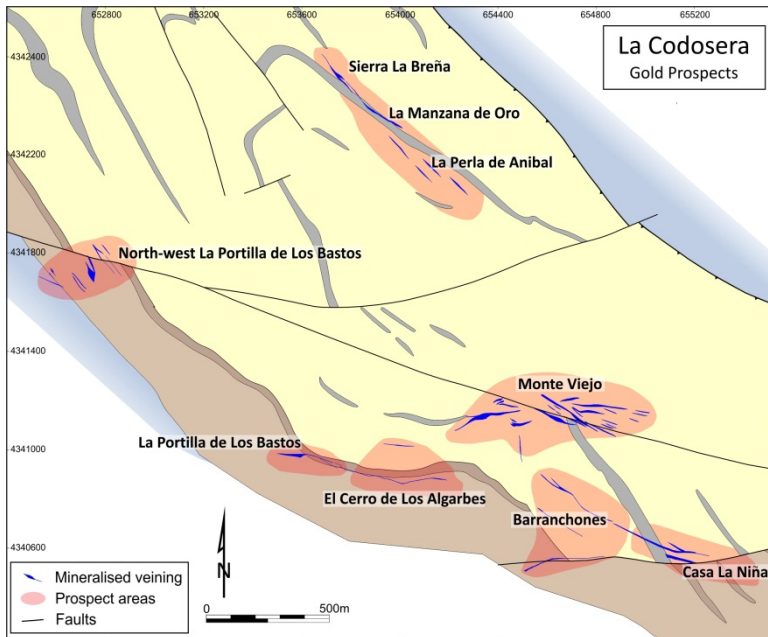 652800 653200 653600 654000 654400 654800 655200
La Codosera
Gold Prospects
4342400
Sierra La Breña
La Manzana de Oro
4342200
La Perla de Anibal
4341800
North-west La Portilla de Los Bastos
4341400
Monte Viejo
4341000
La Portilla de Los Bastos
El Cerro de Los Algarbes
Barranchones
4340600
Casa La Niña
Mineralised veining
Prospect areas
Faults
N
0
500m